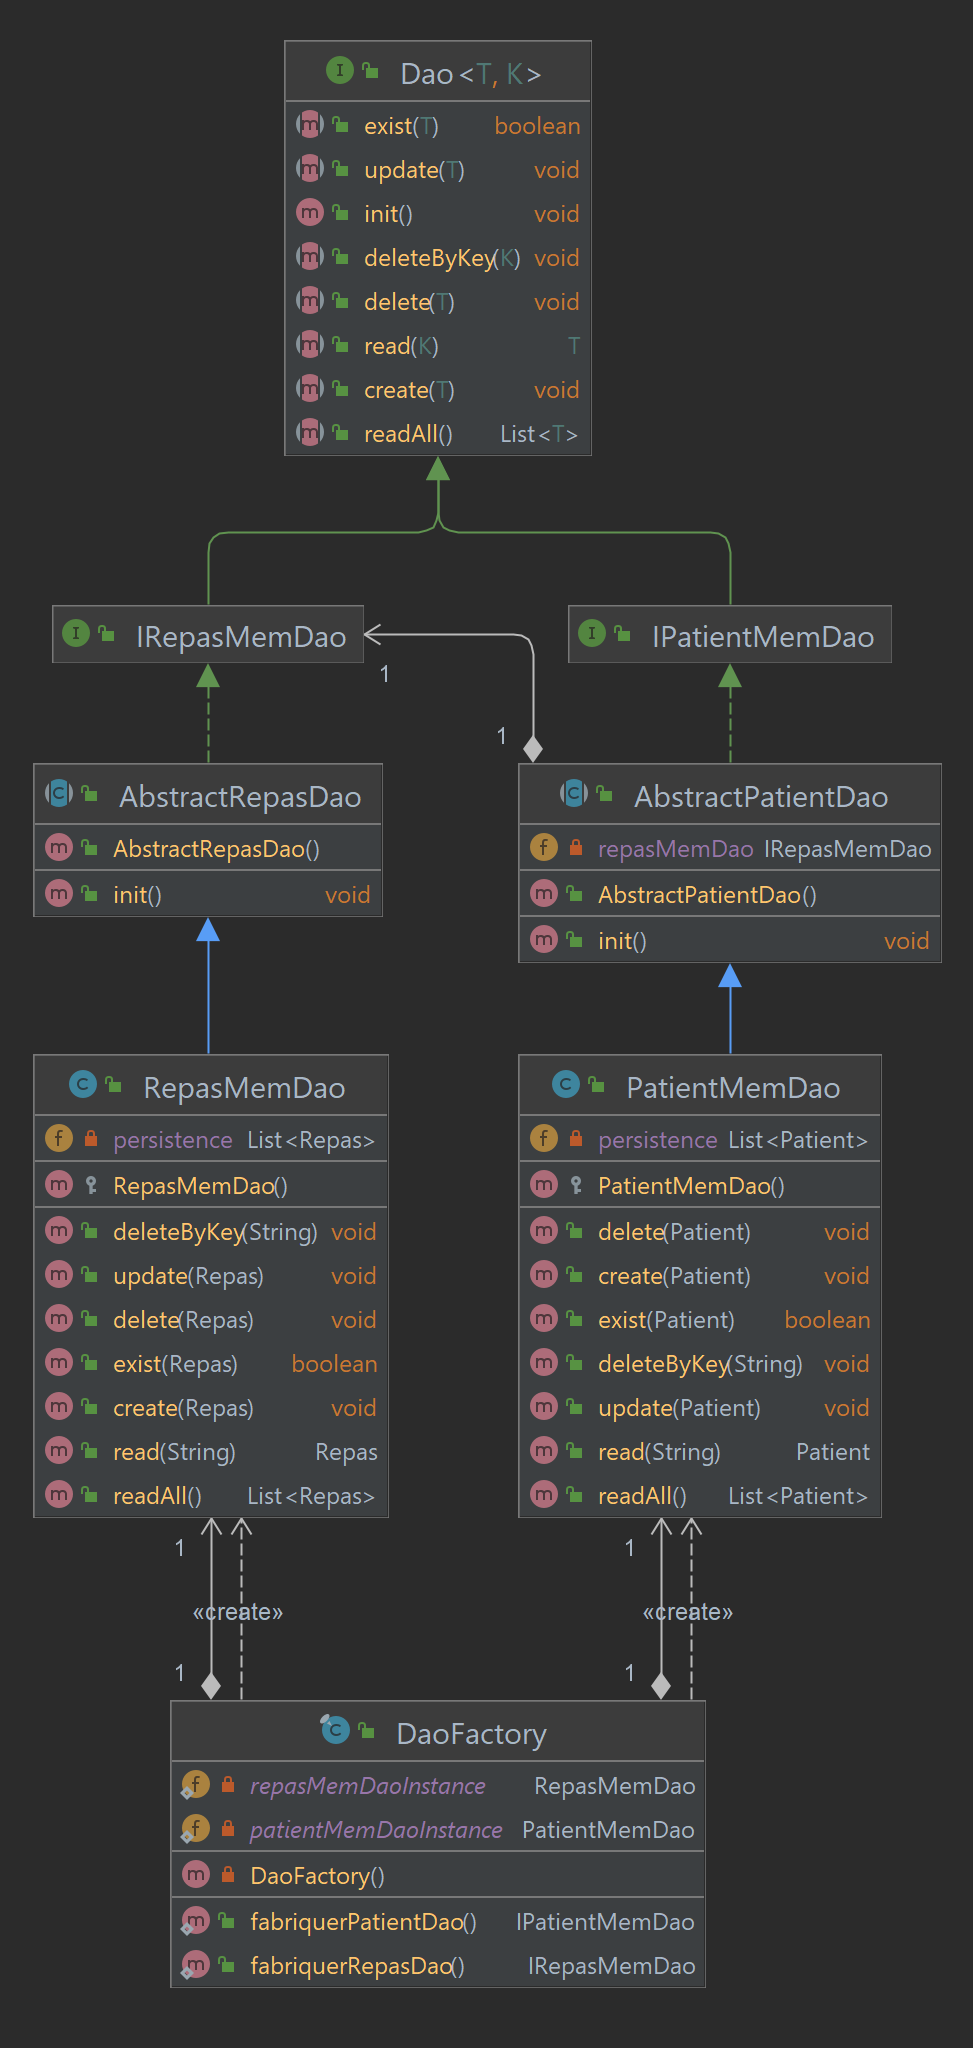 Dao<T, K>
exist(T) boolean
update(T) void
init() void
deleteByKey(K) void
delete(T) void
read(K) T
create(T) void
readAll() List<T>
IRepasMemDao
IPatientMemDao
1
1
AbstractRepasDao
AbstractRepasDao()
init() void
AbstractPatientDao
repasMemDao IRepasMemDao
AbstractPatientDao()
init() void
RepasMemDao
persistence List<Repas>
RepasMemDao()
deleteByKey(String) void
update(Repas) void
delete(Repas) void
exist(Repas) boolean
create(Repas) void
read(String) Repas
readAll() List<Repas>
PatientMemDao
persistence List<Patient>
PatientMemDao()
delete(Patient) void
create(Patient) void
exist(Patient) boolean
deleteByKey(String) void
update(Patient) void
read(String) Patient
readAll() List<Patient>
1
«create»
1
1
«create»
1
DaoFactory
repasMemDaoInstance RepasMemDao
patientMemDaoInstance PatientMemDao
DaoFactory()
fabriquerPatientDao() IPatientMemDao
fabriquerRepasDao() IRepasMemDao